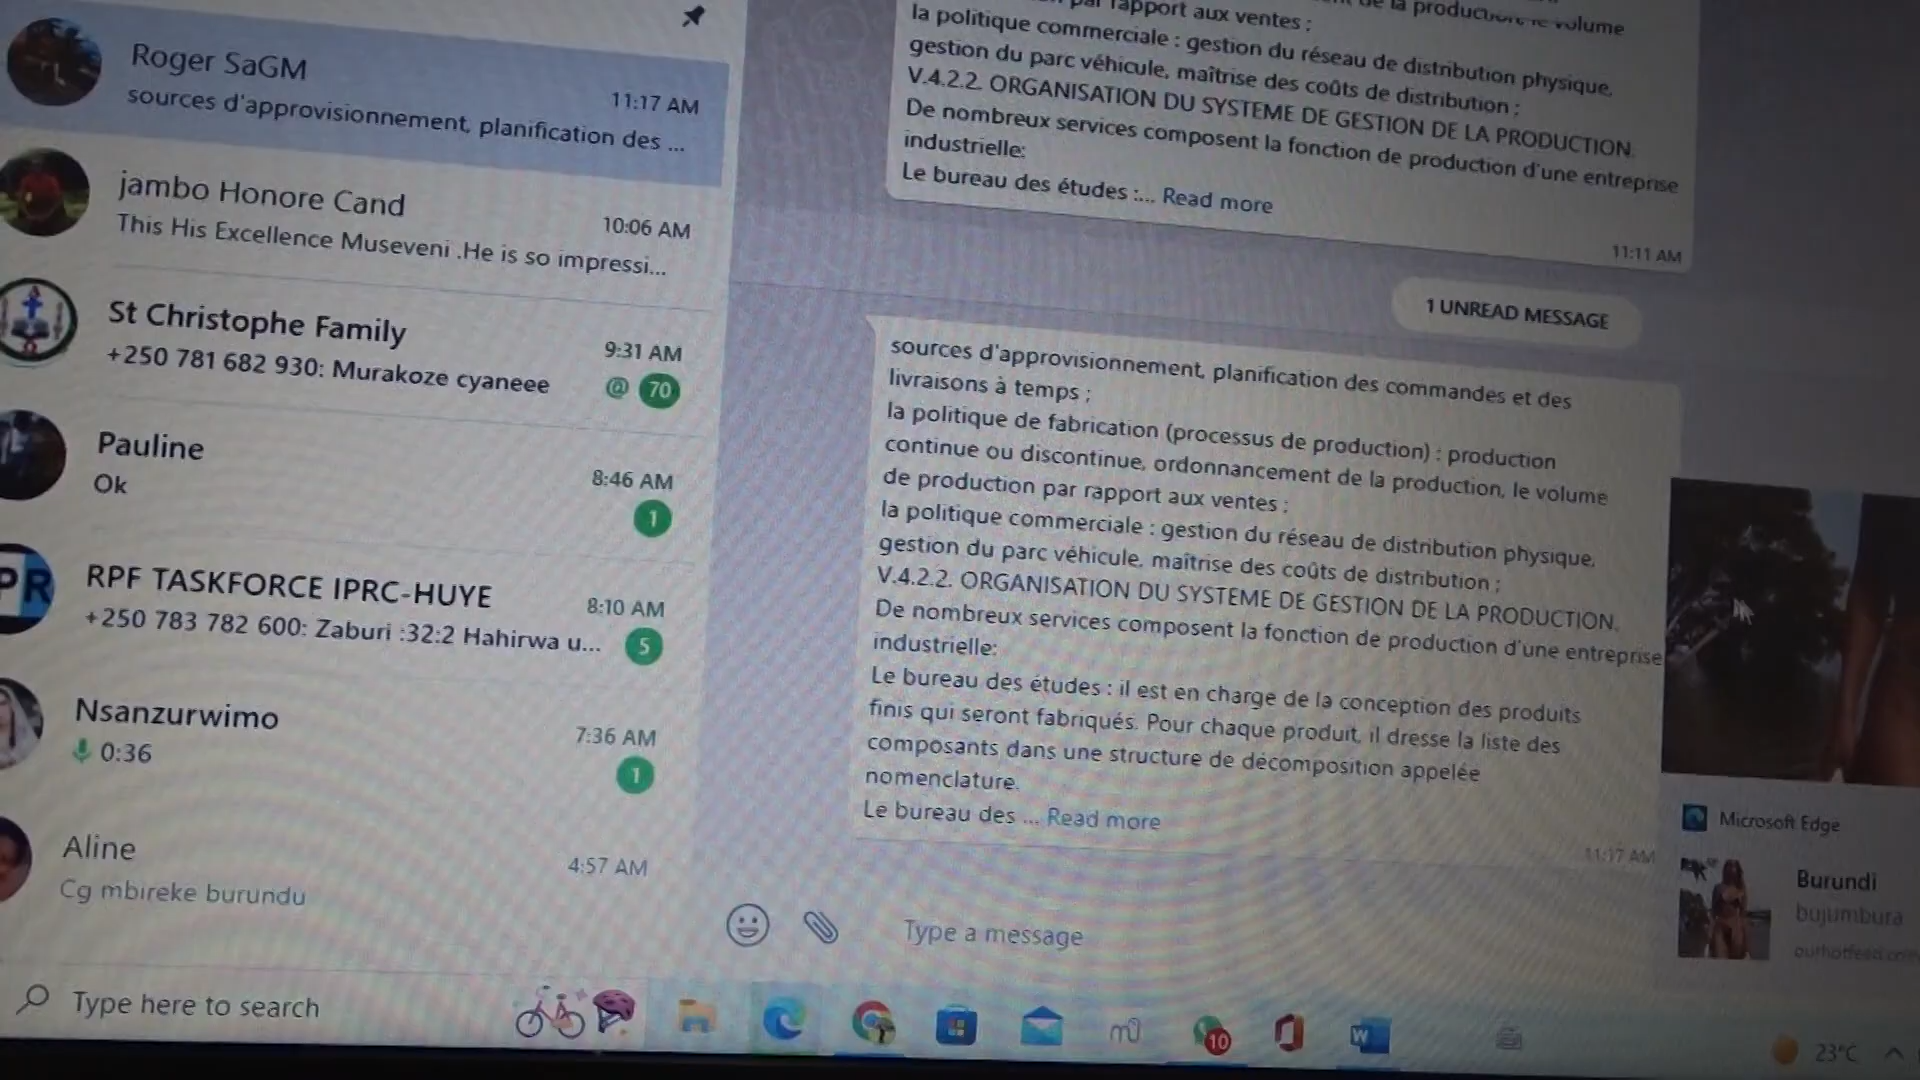 Roger SaGM
11:17 AM
sources d'approvisionnement, planification des ...
jambo Honore Cand
10:06 AM
This His Excellence Museveni .He is so impressi...
St Christophe Family
9:31 AM
+250 781 682 930: Murakoze cyaneee
@ 70
Pauline
8:46 AM
Ok
1
PR
RPF TASKFORCE IPRC-HUYE
8:10 AM
+250 783 782 600: Zaburi :32:2 Hahirwa u...
5
Nsanzurwimo
7:36 AM
0:36
1
Aline
4:57 AM
Cg mbireke burundu
de la production, le volume
par rapport aux ventes ;
la politique commerciale : gestion du réseau de distribution physique,
gestion du parc véhicule, maîtrise des coûts de distribution ;
V.4.2.2. ORGANISATION DU SYSTEME DE GESTION DE LA PRODUCTION.
De nombreux services composent la fonction de production d'une entreprise
industrielle:
Le bureau des études :... Read more
11:11 AM
1 UNREAD MESSAGE
sources d'approvisionnement, planification des commandes et des
livraisons à temps ;
la politique de fabrication (processus de production) : production
continue ou discontinue, ordonnancement de la production, le volume
de production par rapport aux ventes ;
la politique commerciale : gestion du réseau de distribution physique,
gestion du parc véhicule, maîtrise des coûts de distribution ;
V.4.2.2. ORGANISATION DU SYSTEME DE GESTION DE LA PRODUCTION.
De nombreux services composent la fonction de production d'une entreprise
industrielle:
Le bureau des études : il est en charge de la conception des produits
finis qui seront fabriqués. Pour chaque produit, il dresse la liste des
composants dans une structure de décomposition appelée
nomenclature.
Le bureau des ... Read more
11:17 AM
Type a message
Microsoft Edge
Burundi
bujumbura
Type here to search
10
W
23°C